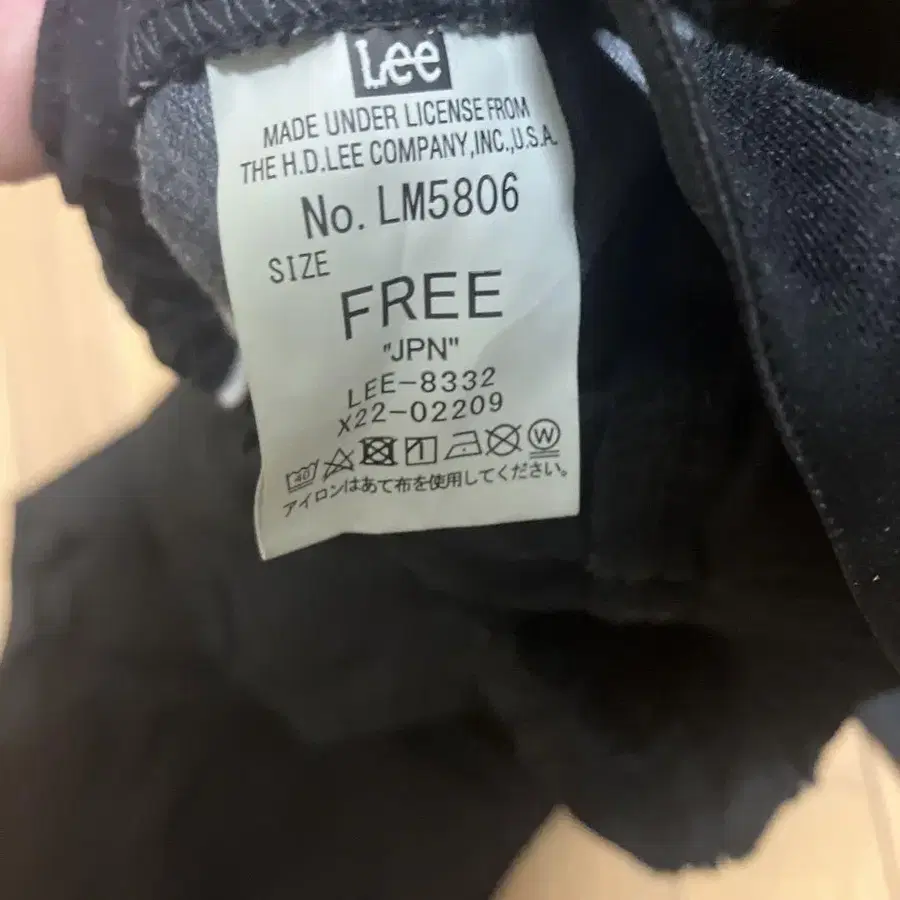 Lee
MADE UNDER LICENSE FROM
THE H.D.LEE COMPANY,INC.,U.S.A.
No. LM5806
SIZE
FREE
"JPN"
LEE-8332
X22-02209
40 W
アイロンはあて布を使用してください。